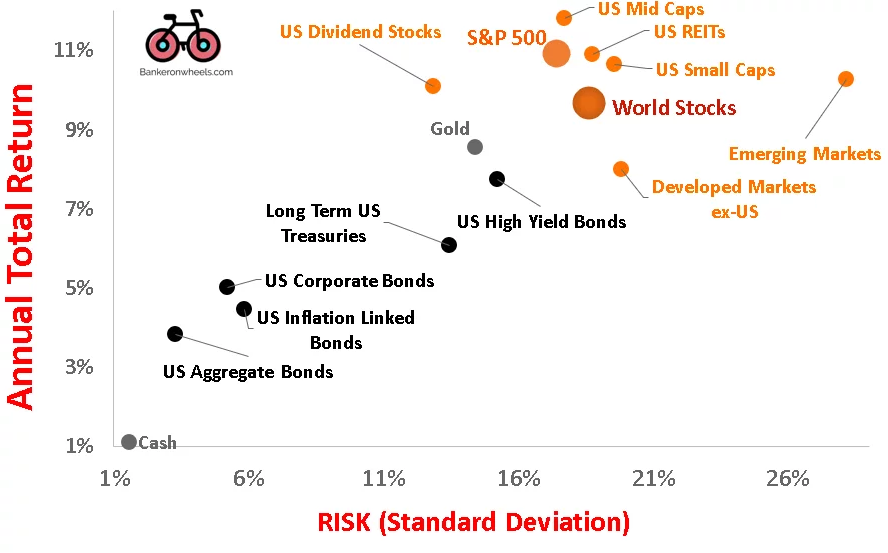 US Mid Caps
US Dividend Stocks
S&P 500
US REITs
11%
US Small Caps
Bankeronwheels.com
World Stocks
Gold
9%
Emerging Markets
Developed Markets
ex-US
7%
Long Term US
Treasuries
US High Yield Bonds
5%
US Corporate Bonds
US Inflation Linked
Bonds
3%
US Aggregate Bonds
1%
Cash
Annual Total Return
1%
6%
11%
16%
21%
26%
RISK (Standard Deviation)